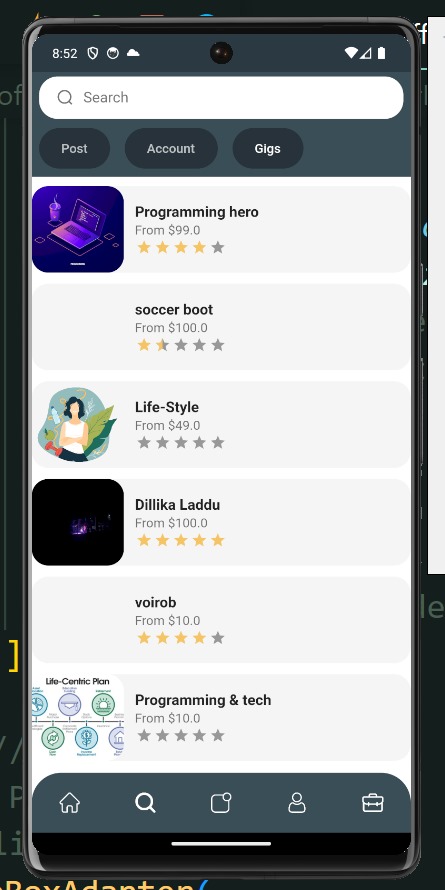 8:52
Search
Post
Account
Gigs
Programming hero
From $99.0
soccer boot
From $100.0
Life-Style
From $49.0
Dillika Laddu
From $100.0
voirob
From $10.0
Life-Centric Plan
Programming & tech
From $10.0
]
//
P
li
BoxAdapter(